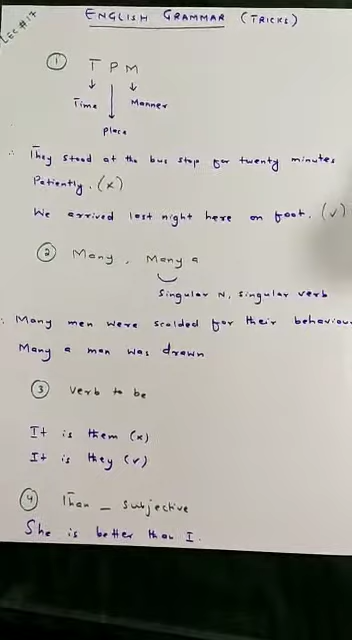 LEC #17
ENGLISH GRAMMAR (TRICKS)
① T P M
Time Manner
Place
∴ They stood at the bus stop for twenty minutes
Patiently. (x)
We arrived last night here on foot. (✓)
② Many, Many a
Singular N, singular verb
∴ Many men were scolded for their behaviour
Many a man was drawn
③ Verb to be
It is them (x)
It is they (✓)
④ Than _ Subjective
She is better than I.